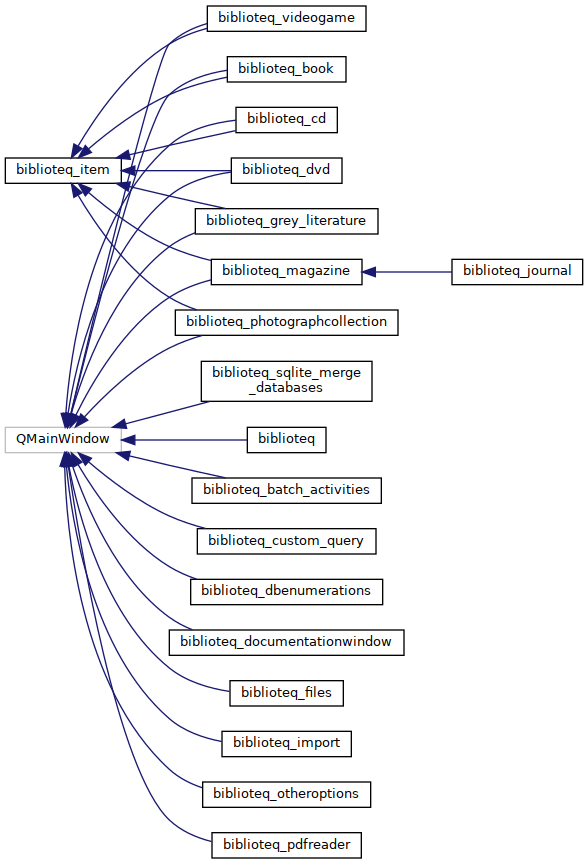 biblioteq_videogame
biblioteq_book
biblioteq_cd
biblioteq_item
biblioteq_dvd
biblioteq_grey_literature
biblioteq_magazine
biblioteq_journal
biblioteq_photographcollection
biblioteq_sqlite_merge
_databases
QMainWindow
biblioteq
biblioteq_batch_activities
biblioteq_custom_query
biblioteq_dbenumerations
biblioteq_documentationwindow
biblioteq_files
biblioteq_import
biblioteq_otheroptions
biblioteq_pdfreader